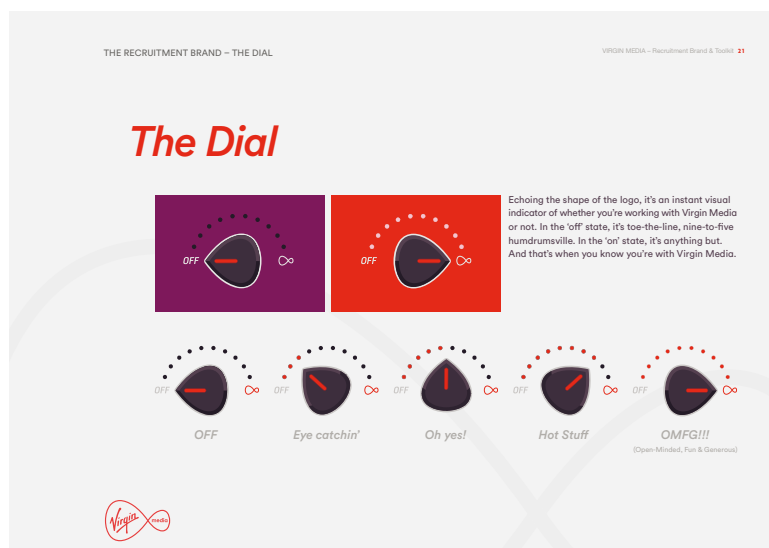 THE RECRUITMENT BRAND – THE DIAL
VIRGIN MEDIA – Recruitment Brand & Toolkit 21
The Dial
Echoing the shape of the logo, it's an instant visual
indicator of whether you're working with Virgin Media
or not. In the 'off' state, it's toe-the-line, nine-to-five
humdrumsville. In the 'on' state, it's anything but.
And that's when you know you're with Virgin Media.
OFF ∞ OFF ∞
OFF ∞ OFF ∞ OFF ∞ OFF ∞ OFF ∞
OFF Eye catchin' Oh yes! Hot Stuff OMFG!!!
(Open-Minded, Fun & Generous)
Virgin media